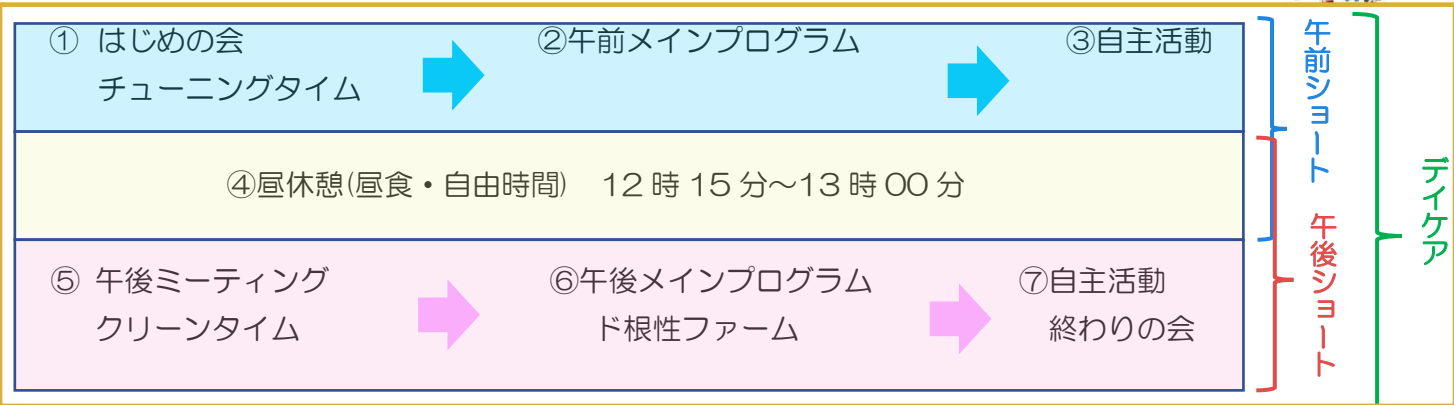 ① はじめの会
チューニングタイム
②午前メインプログラム
③自主活動
④昼休憩(昼食・自由時間) 12時15分～13時00分
⑤ 午後ミーティング
クリーンタイム
⑥午後メインプログラム
ド根性ファーム
⑦自主活動
終わりの会
午前ショート
午後ショート
デイケア